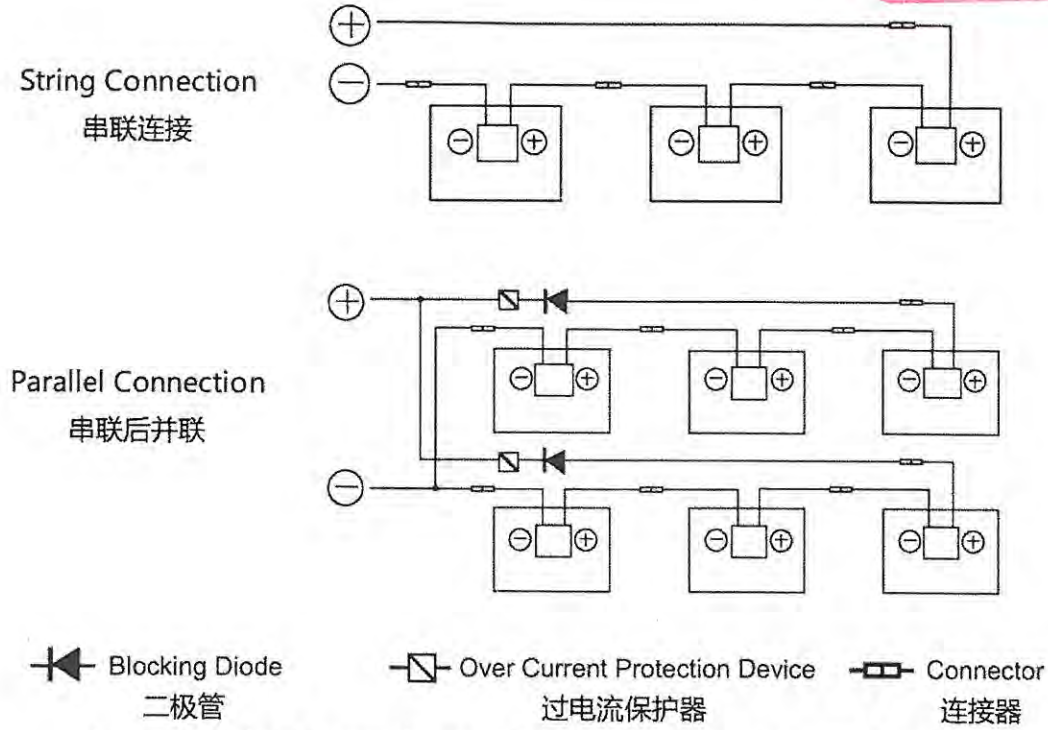 String Connection
串联连接
Parallel Connection
串联后并联
Blocking Diode
二极管
Over Current Protection Device
过电流保护器
Connector
连接器